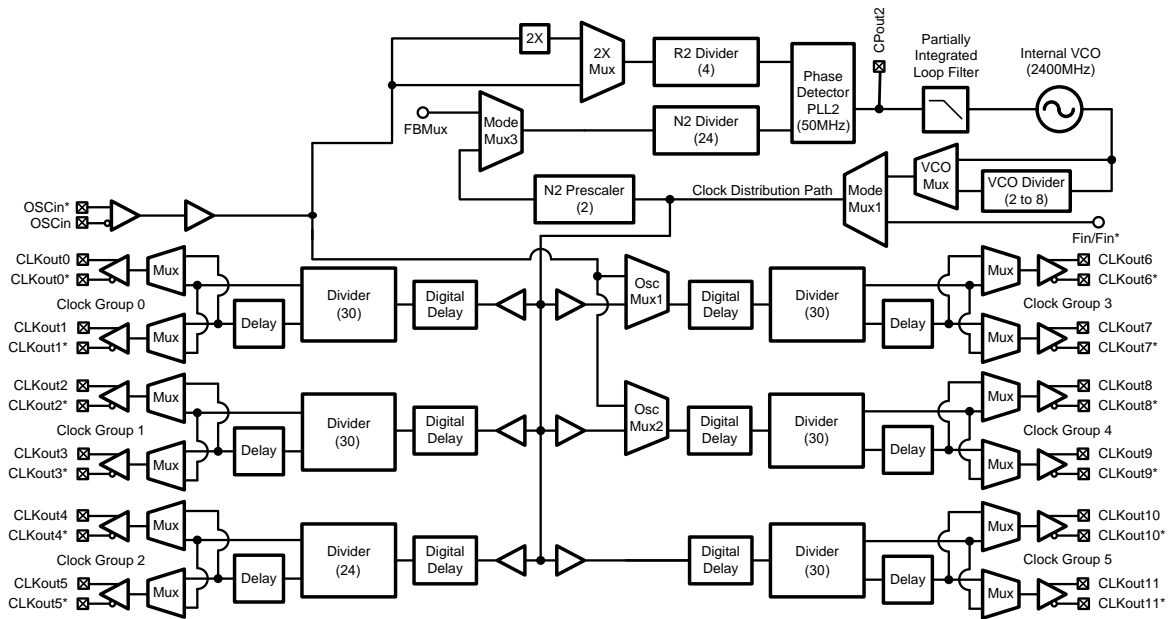 2X
2X
Mux
R2 Divider
(4)
Phase
Detector
PLL2
(50MHz)
CPout2
Partially
Integrated
Loop Filter
Internal VCO
(2400MHz)
FBMux
Mode
Mux3
N2 Divider
(24)
N2 Prescaler
(2)
Clock Distribution Path
Mode
Mux1
VCO
Mux
VCO Divider
(2 to 8)
Fin/Fin*
OSCin*
OSCin
CLKout0
CLKout0*
Clock Group 0
CLKout1
CLKout1*
Mux
Mux
Delay
Divider
(30)
Digital
Delay
Osc
Mux1
Digital
Delay
Divider
(30)
Delay
Mux
Mux
CLKout6
CLKout6*
Clock Group 3
CLKout7
CLKout7*
CLKout2
CLKout2*
Clock Group 1
CLKout3
CLKout3*
Mux
Mux
Delay
Divider
(30)
Digital
Delay
Osc
Mux2
Digital
Delay
Divider
(30)
Delay
Mux
Mux
CLKout8
CLKout8*
Clock Group 4
CLKout9
CLKout9*
CLKout4
CLKout4*
Clock Group 2
CLKout5
CLKout5*
Mux
Mux
Delay
Divider
(24)
Digital
Delay
Digital
Delay
Divider
(30)
Delay
Mux
Mux
CLKout10
CLKout10*
Clock Group 5
CLKout11
CLKout11*